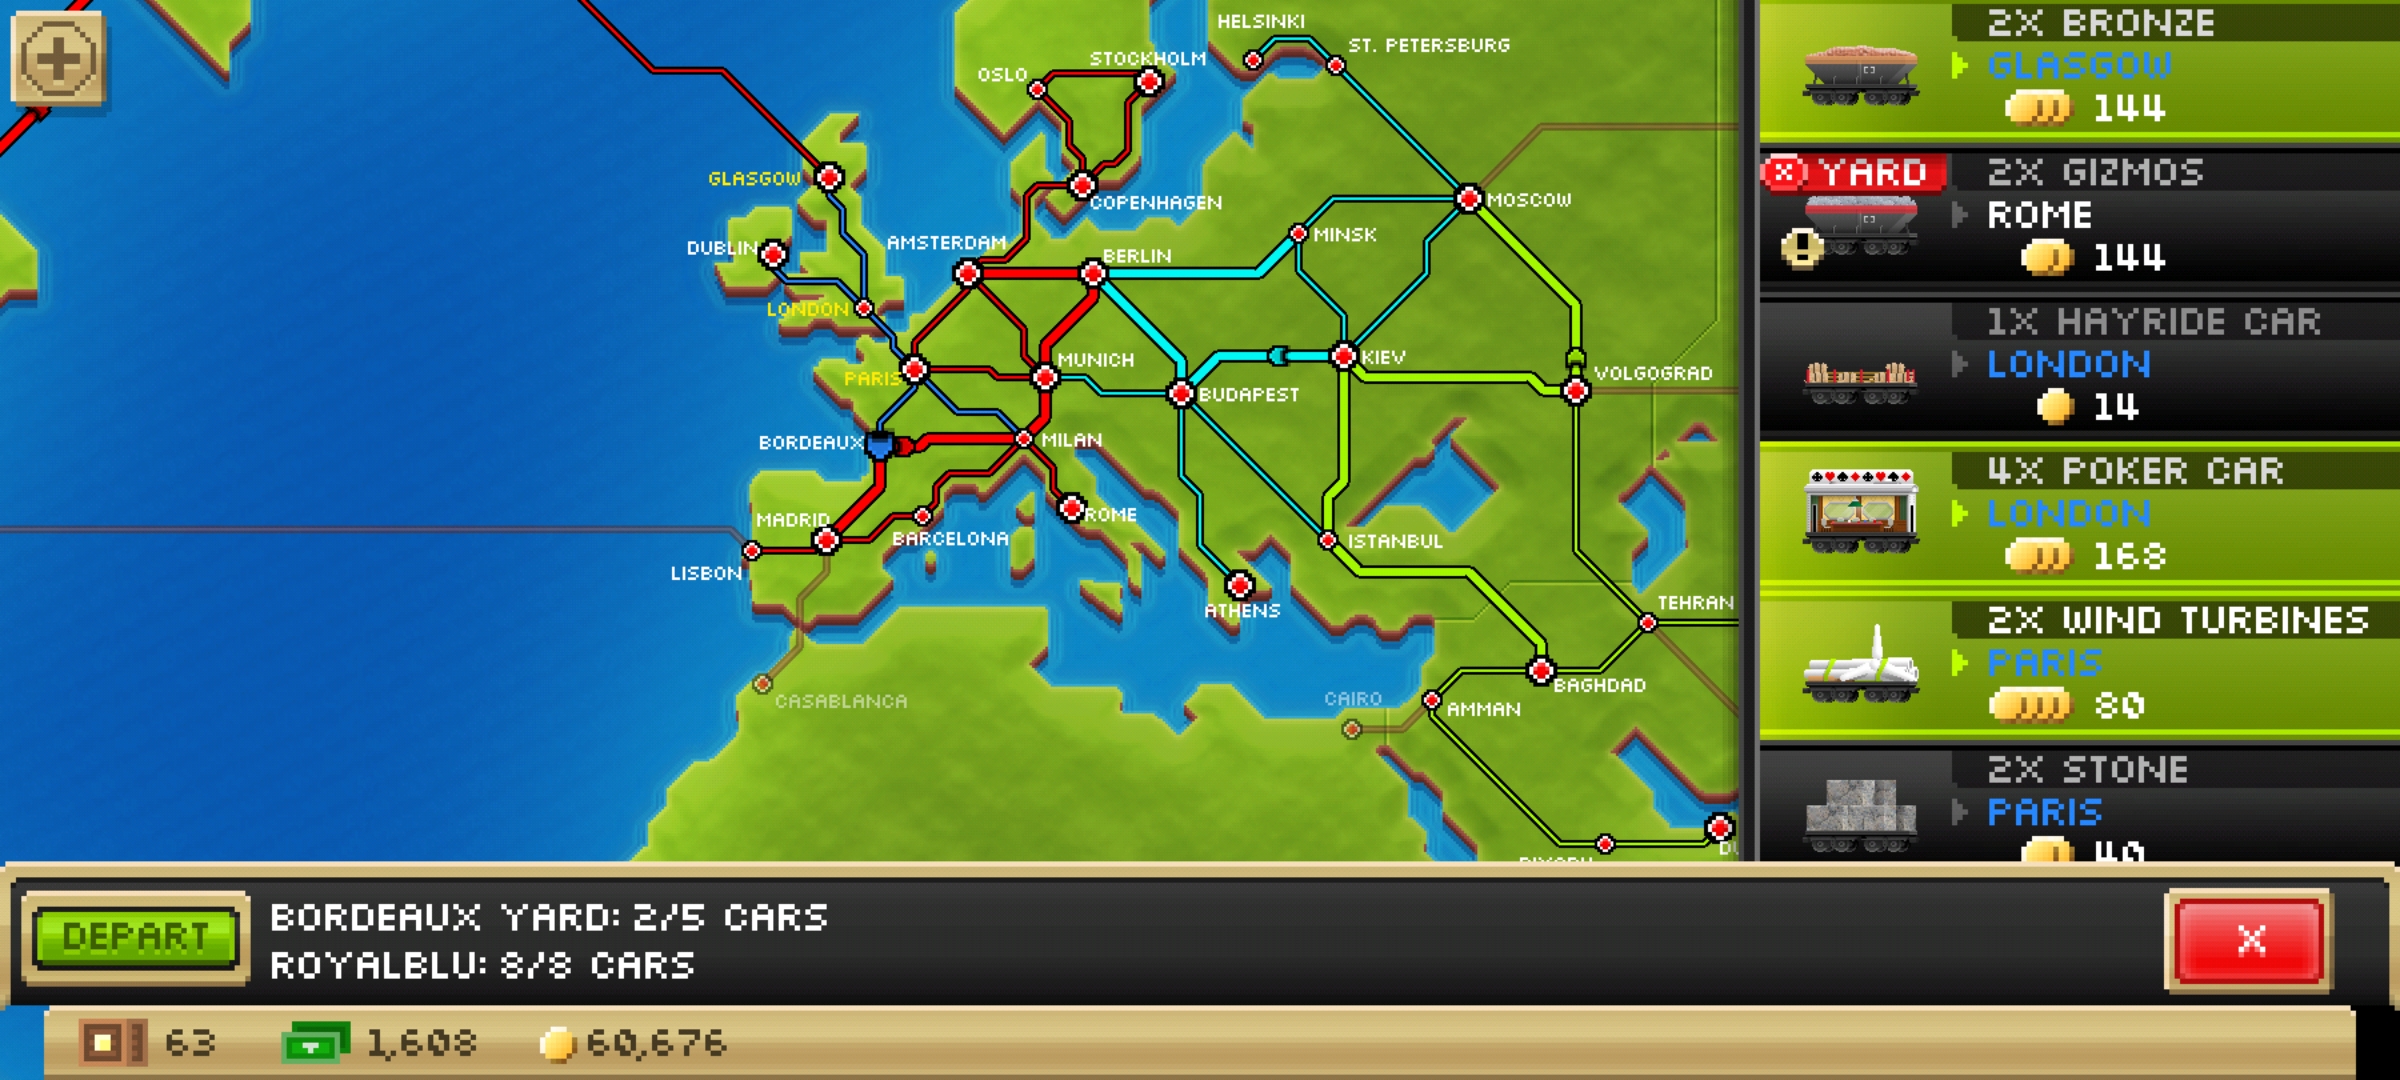 HELSINKI
ST. PETERSBURG
STOCKHOLM
OSLO
GLASGOW
COPENHAGEN
MOSCOW
MINSK
DUBLIN
AMSTERDAM
BERLIN
LONDON
PARIS
MUNICH
KIEV
VOLGOGRAD
BUDAPEST
BORDEAUX
MILAN
MADRID
ROME
BARCELONA
ISTANBUL
LISBON
ATHENS
TEHRAN
CASABLANCA
CAIRO
BAGHDAD
AMMAN
2X BRONZE
GLASGOW
144
X YARD
2X GIZMOS
ROME
144
1X HAYRIDE CAR
LONDON
14
4X POKER CAR
LONDON
168
2X WIND TURBINES
PARIS
80
2X STONE
PARIS
40
DEPART
BORDEAUX YARD: 2/5 CARS
ROYALBLU: 8/8 CARS
X
63
1,608
60,676